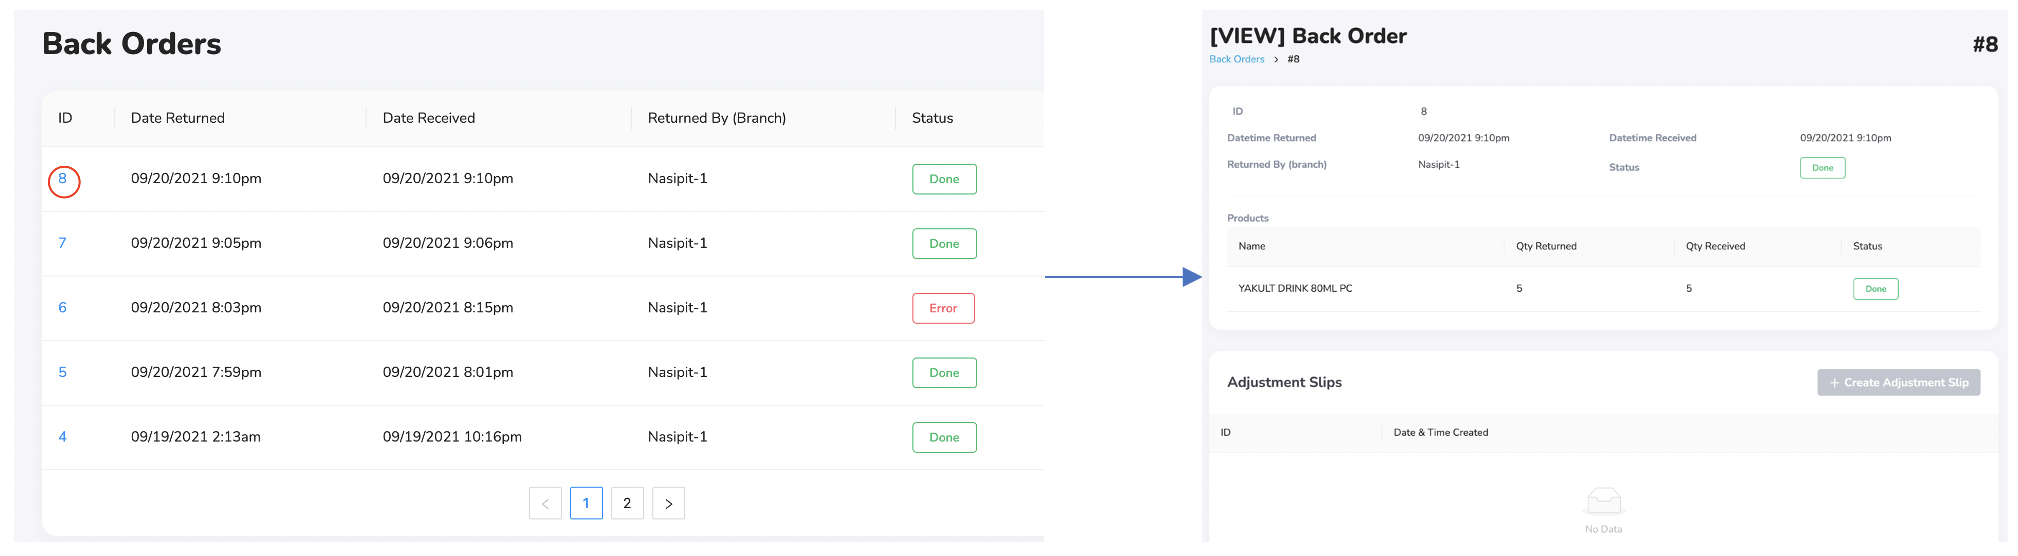 Back Orders
ID Date Returned Date Received Returned By (Branch) Status
8 09/20/2021 9:10pm 09/20/2021 9:10pm Nasipit-1 Done
7 09/20/2021 9:05pm 09/20/2021 9:06pm Nasipit-1 Done
6 09/20/2021 8:03pm 09/20/2021 8:15pm Nasipit-1 Error
5 09/20/2021 7:59pm 09/20/2021 8:01pm Nasipit-1 Done
4 09/19/2021 2:13am 09/19/2021 10:16pm Nasipit-1 Done
< 1 2 >
[VIEW] Back Order #8
Back Orders > #8
ID 8
Datetime Returned 09/20/2021 9:10pm Datetime Received 09/20/2021 9:10pm
Returned By (branch) Nasipit-1 Status Done
Products
Name Qty Returned Qty Received Status
YAKULT DRINK 80ML PC 5 5 Done
Adjustment Slips + Create Adjustment Slip
ID Date & Time Created
No Data